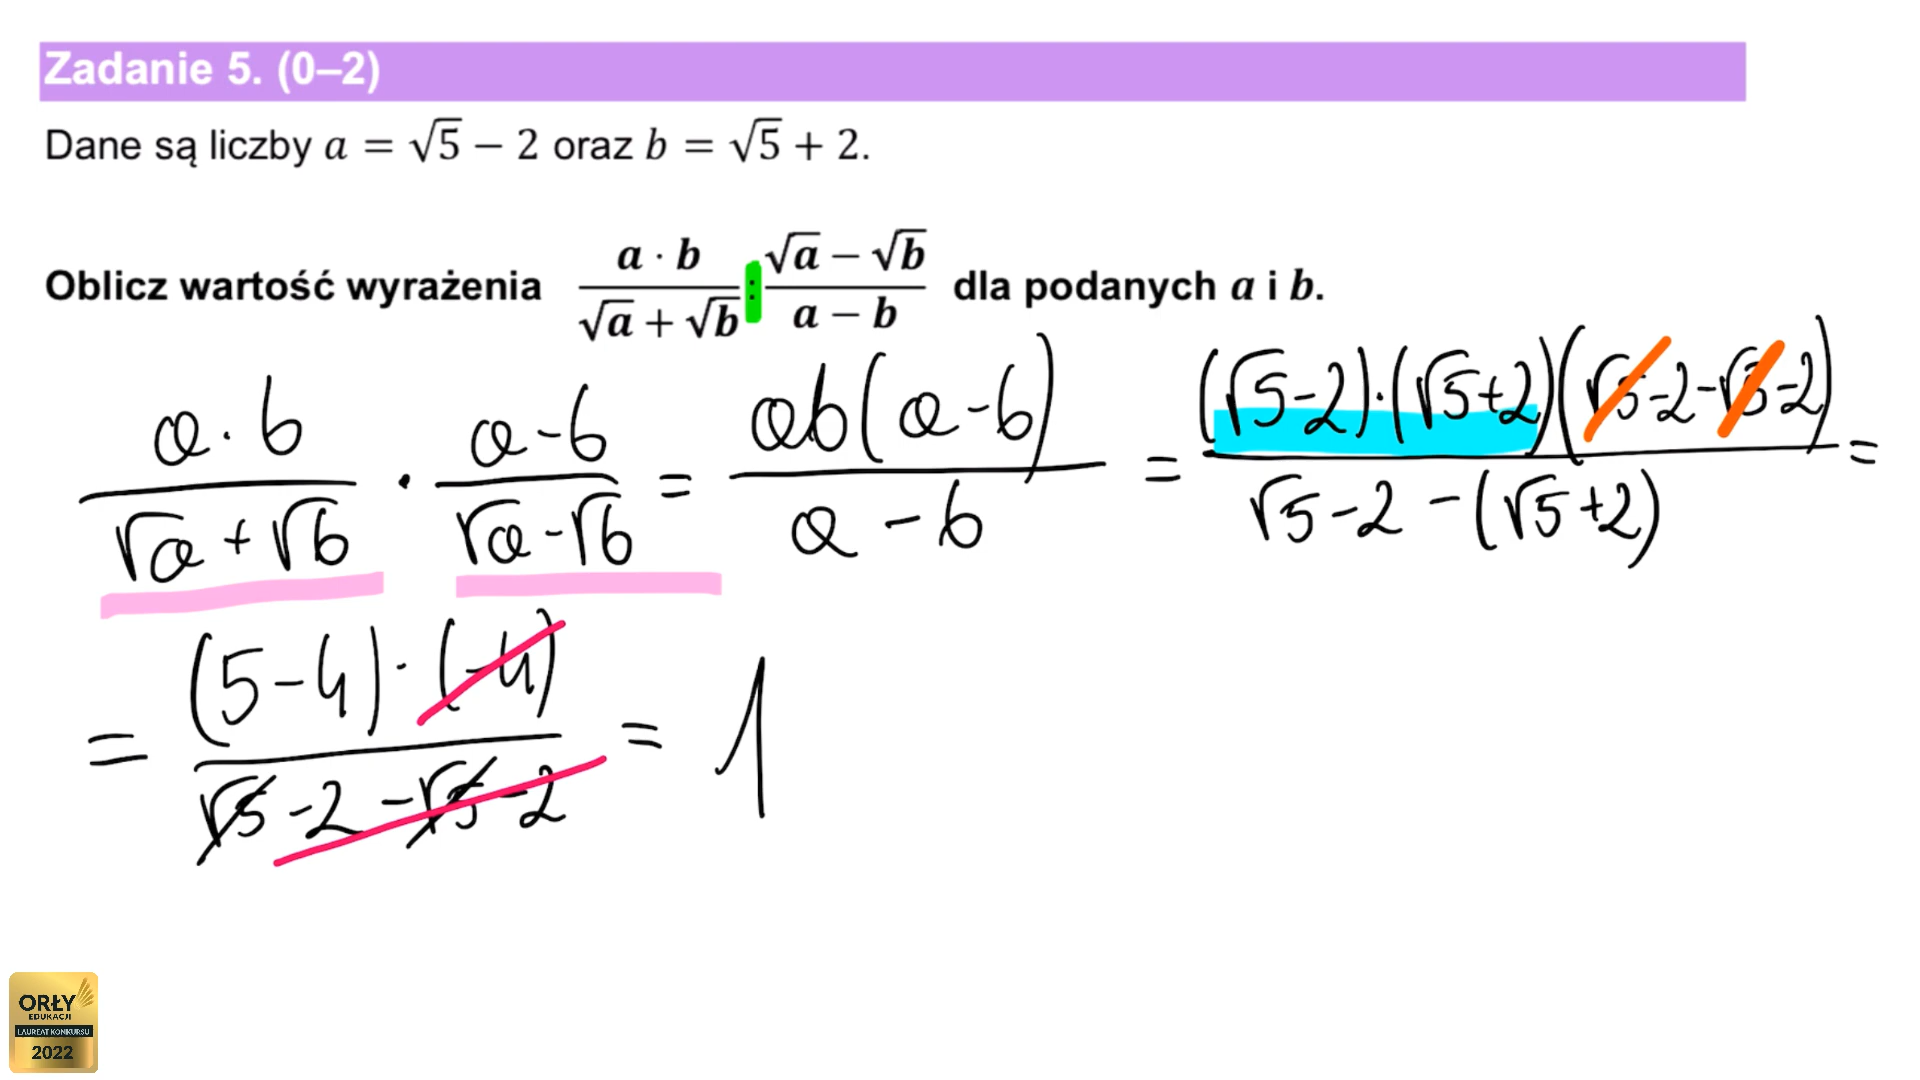 Zadanie 5. (0–2)
Dane są liczby a = √5 − 2 oraz b = √5 + 2.
Oblicz wartość wyrażenia (a · b)/(√a + √b) : (√a − √b)/(a − b) dla podanych a i b.
(a · b)/(√a + √b) · (a - b)/(√a - √b) = ab(a - b)/(a - b) = (√5-2)·(√5+2)(√5-2-√5-2)/(√5-2-(√5+2)) =
= (5-4)·(-4)/(√5-2-√5-2) = 1
ORŁY
EDUKACJI
LAUREAT KONKURSU
2022